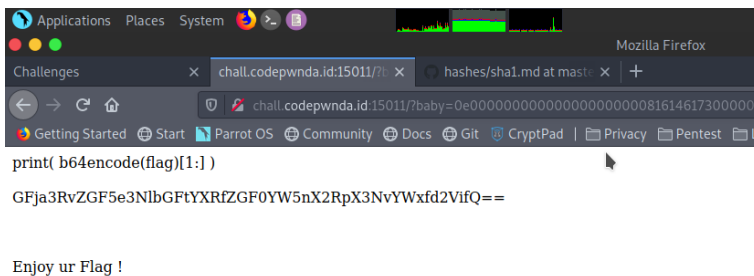 Applications Places System
Mozilla Firefox
Challenges
chall.codepwnda.id:15011/?b
hashes/sha1.md at maste
chall.codepwnda.id:15011/?baby=0e00000000000000000000081614617300000
Getting Started Start Parrot OS Community Docs Git CryptPad | Privacy Pentest
print( b64encode(flag)[1:] )
GFja3RvZGF5e3NlbGFtYXRfZGF0YW5nX2RpX3NvYWxfd2VifQ==
Enjoy ur Flag !